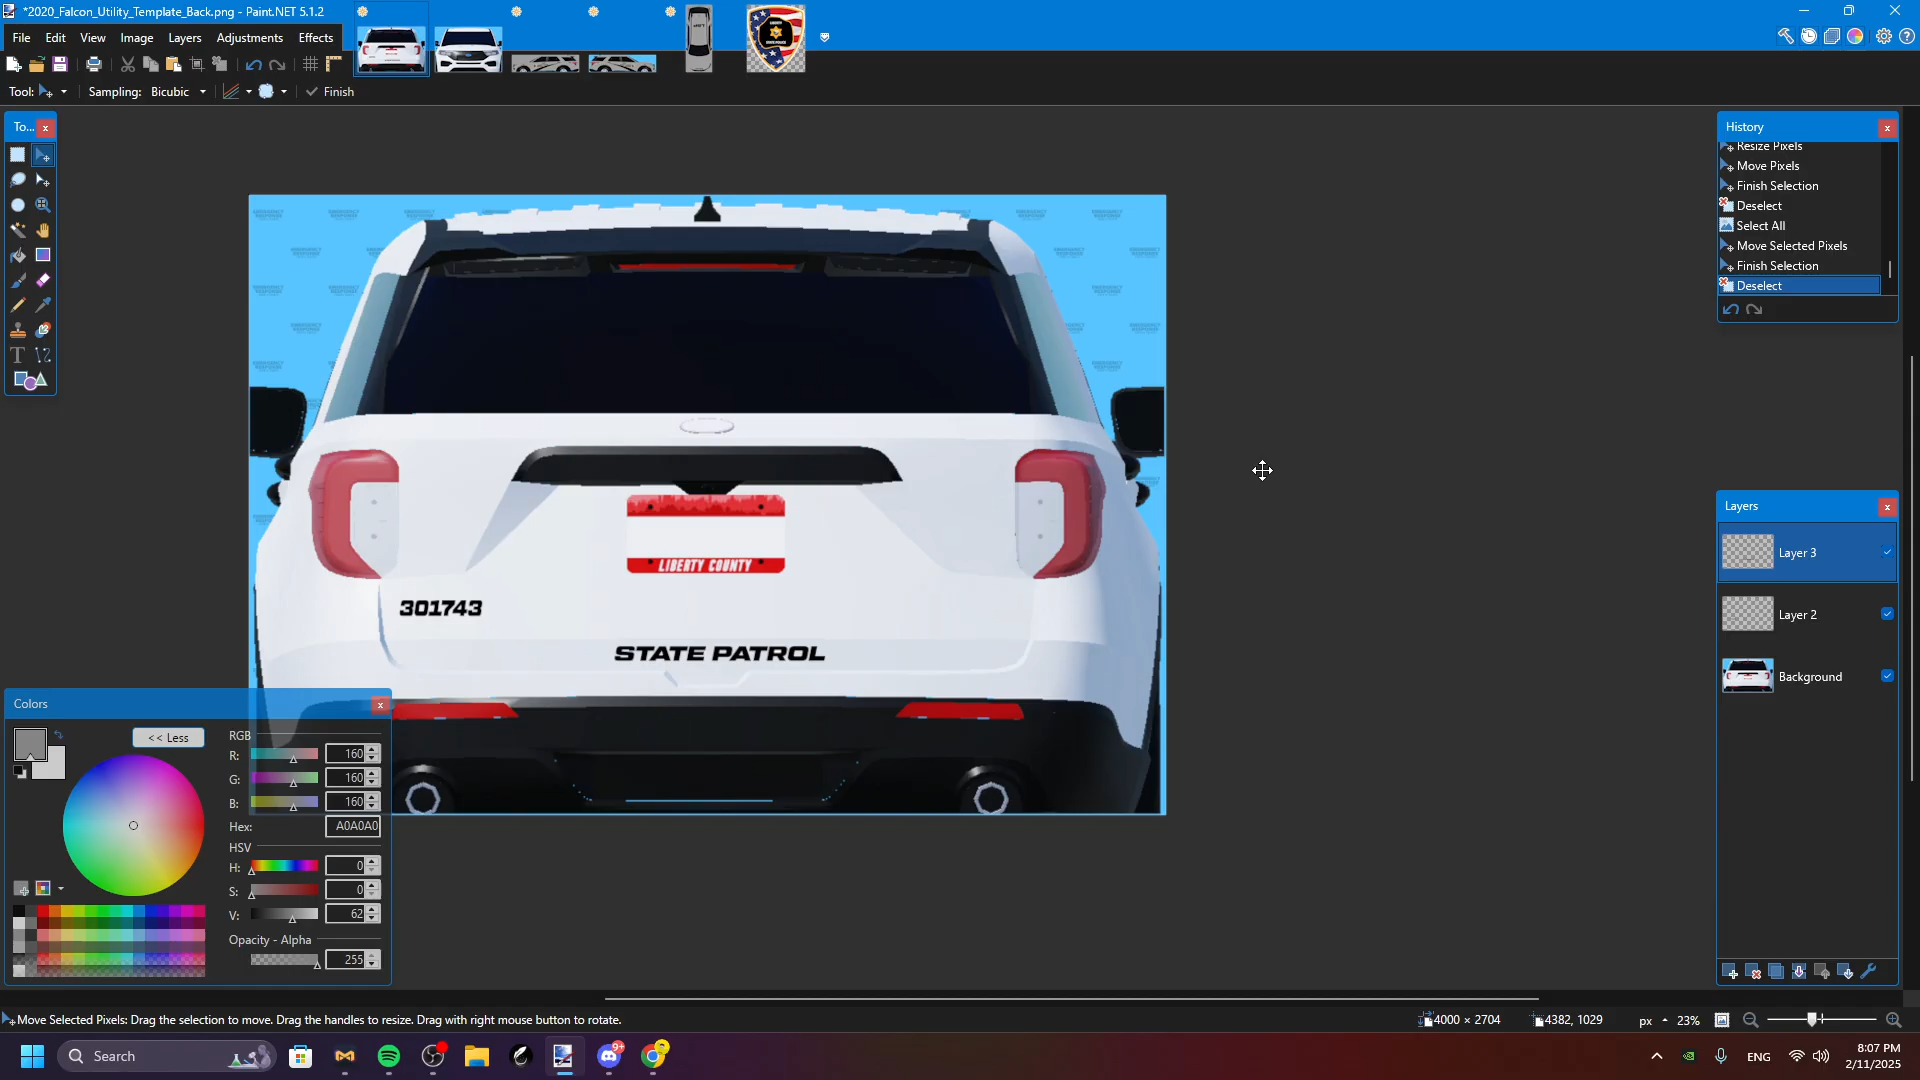 *2020_Falcon_Utility_Template_Back.png - Paint.NET 5.1.2
File Edit View Image Layers Adjustments Effects
Tool: Sampling: Bicubic Finish
To...
History
Resize Pixels
Move Pixels
Finish Selection
Deselect
Select All
Move Selected Pixels
Finish Selection
Deselect
LIBERTY COUNTY
301743
STATE PATROL
Layers
Layer 3
Layer 2
Background
Colors
<< Less
RGB
R: 160
G: 160
B: 160
Hex: A0A0A0
HSV
H: 0
S: 0
V: 62
Opacity - Alpha
255
Move Selected Pixels: Drag the selection to move. Drag the handles to resize. Drag with right mouse button to rotate.
4000 × 2704 4382, 1029 px 23%
Search
9+
ENG
8:07 PM
2/11/2025